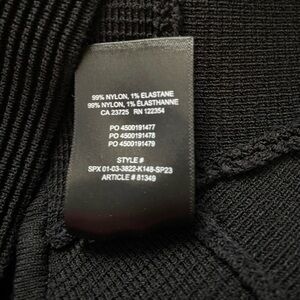 99% NYLON, 1% ELASTANE
99% NYLON, 1% ÉLASTHANNE
CA 23725 RN 122354
PO 4500191477
PO 4500191478
PO 4500191479
STYLE #
SPX 01-03-3822-K148-SP23
ARTICLE # 81349